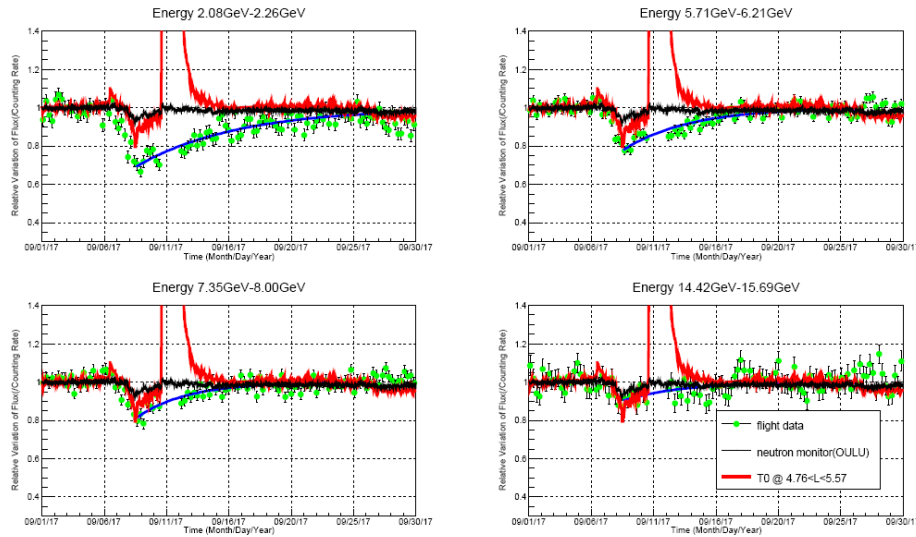 Energy 2.08GeV-2.26GeV
Relative Variation of Flux(Counting Rate)
1.4
1.2
1
0.8
0.6
0.4
09/01/17 09/06/17 09/11/17 09/16/17 09/20/17 09/25/17 09/30/17
Time (Month/Day/Year)
Energy 5.71GeV-6.21GeV
Relative Variation of Flux(Counting Rate)
1.4
1.2
1
0.8
0.6
0.4
09/01/17 09/06/17 09/11/17 09/16/17 09/20/17 09/25/17 09/30/17
Time (Month/Day/Year)
Energy 7.35GeV-8.00GeV
Relative Variation of Flux(Counting Rate)
1.4
1.2
1
0.8
0.6
0.4
09/01/17 09/06/17 09/11/17 09/16/17 09/20/17 09/25/17 09/30/17
Time (Month/Day/Year)
Energy 14.42GeV-15.69GeV
Relative Variation of Flux(Counting Rate)
1.4
1.2
1
0.8
0.6
0.4
flight data
neutron monitor(OULU)
T0 @ 4.76<L<5.57
09/01/17 09/06/17 09/11/17 09/16/17 09/20/17 09/25/17 09/30/1
Time (Month/Day/Year)